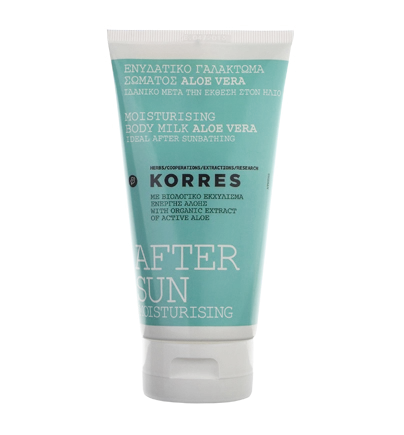 ΕΝΥΔΑΤΙΚΟ ΓΑΛΑΚΤΩΜΑ
ΣΩΜΑΤΟΣ ΑΛΟΕ VERA
ΙΔΑΝΙΚΟ ΜΕΤΑ ΤΗΝ ΕΚΘΕΣΗ ΣΤΟΝ ΗΛΙΟ
MOISTURISING
BODY MILK ALOE VERA
IDEAL AFTER SUNBATHING
HERBS/COOPERATIONS/EXTRACTIONS/RESEARCH
KORRES
ΜΕ ΒΙΟΛΟΓΙΚΟ ΕΚΧΥΛΙΣΜΑ
ΕΝΕΡΓΗΣ ΑΛΟΗΣ
WITH ORGANIC EXTRACT
OF ACTIVE ALOE
AFTER
SUN
MOISTURISING